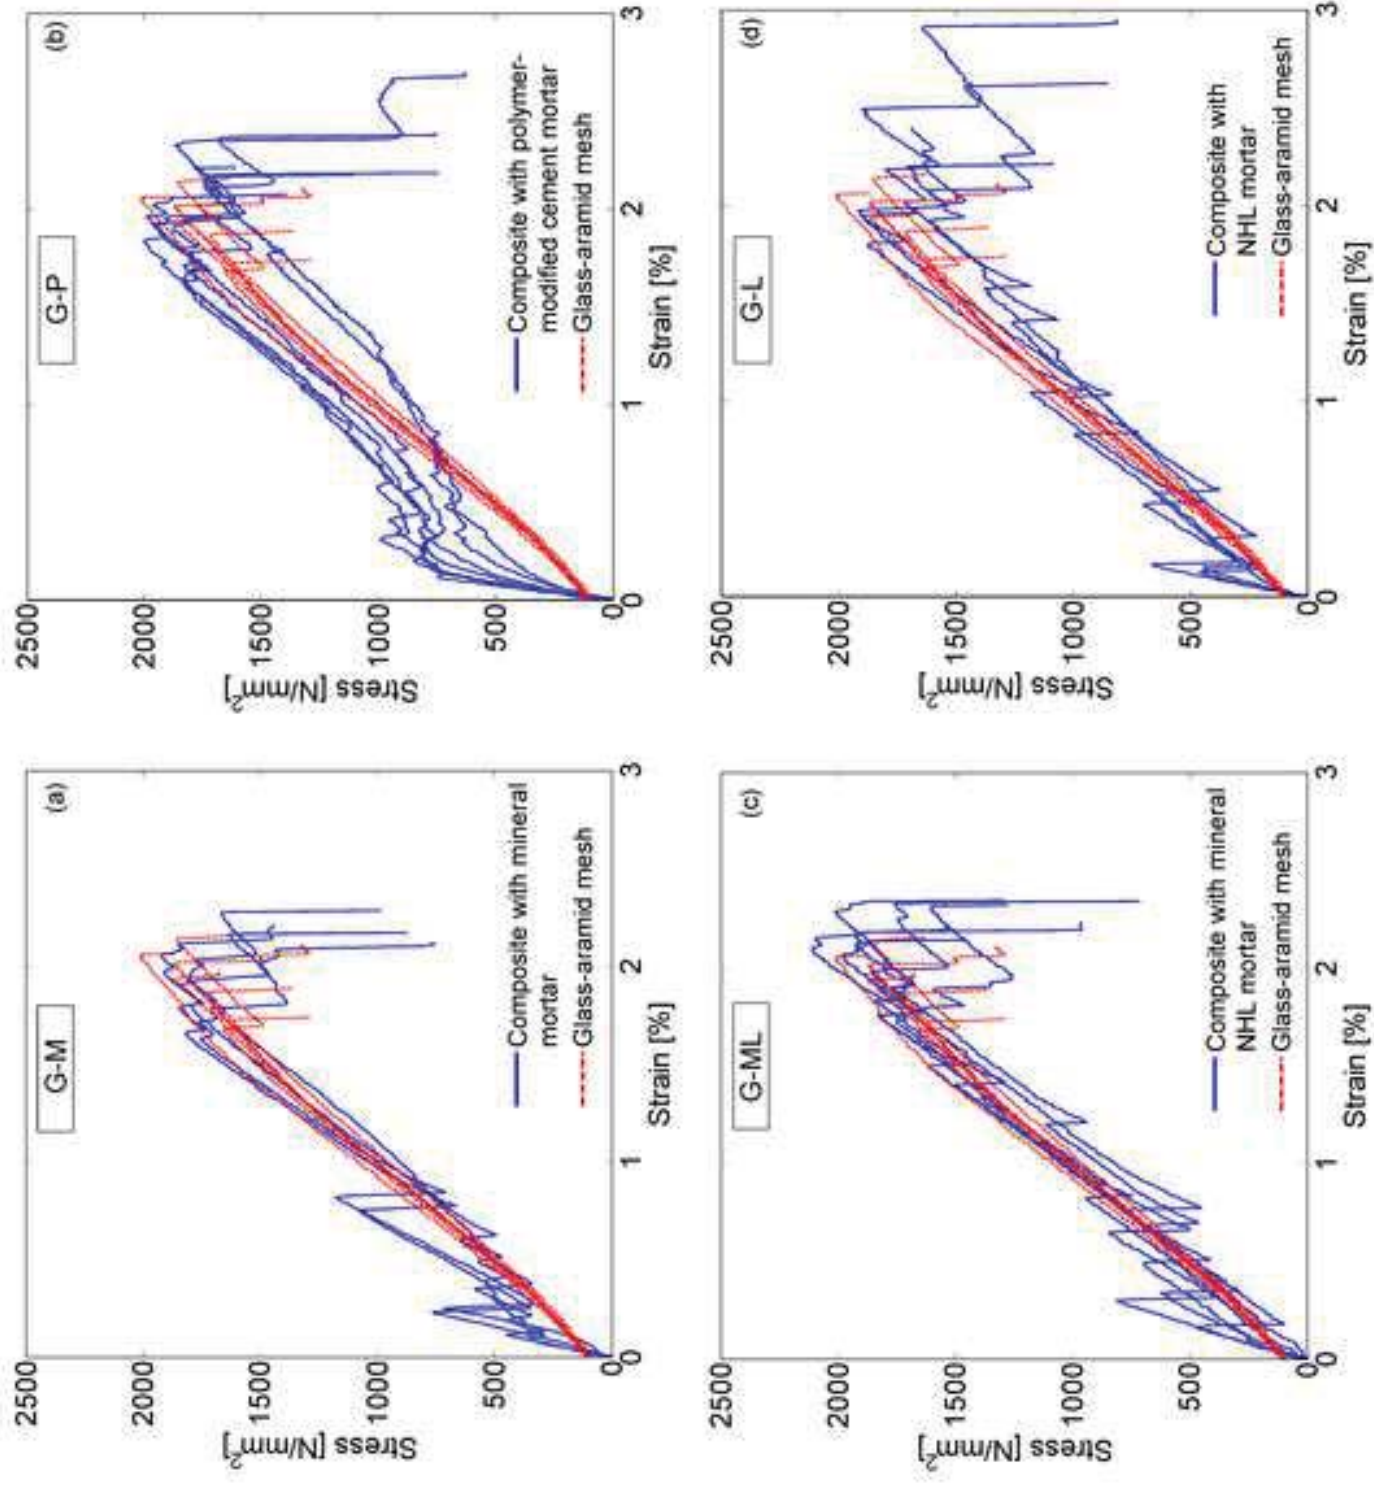 G-M
(a)
2500
2000
1500
1000
500
0
Stress [N/mm²]
Composite with mineral
mortar
Glass-aramid mesh
0
1
2
3
Strain [%]
G-P
(b)
2500
2000
1500
1000
500
0
Stress [N/mm²]
Composite with polymer-
modified cement mortar
Glass-aramid mesh
0
1
2
3
Strain [%]
G-ML
(c)
2500
2000
1500
1000
500
0
Stress [N/mm²]
Composite with mineral
NHL mortar
Glass-aramid mesh
0
1
2
3
Strain [%]
G-L
(d)
2500
2000
1500
1000
500
0
Stress [N/mm²]
Composite with
NHL mortar
Glass-aramid mesh
0
1
2
3
Strain [%]